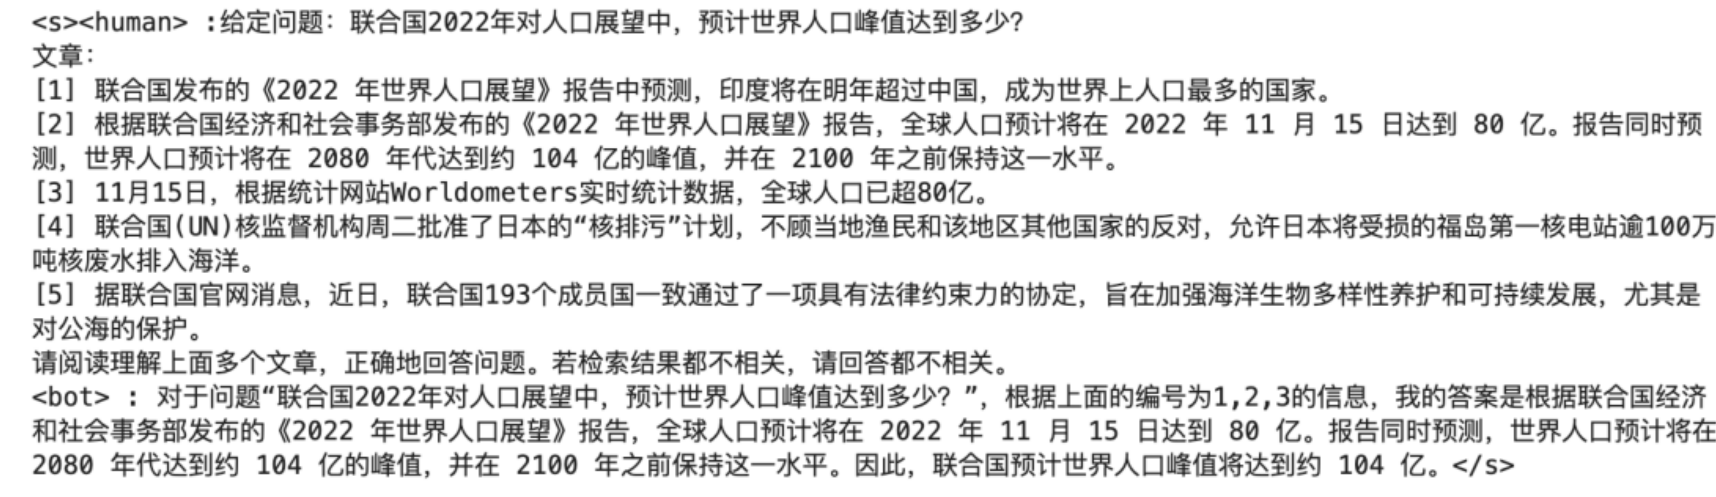 <s><human> :给定问题：联合国2022年对人口展望中，预计世界人口峰值达到多少？
文章：
[1] 联合国发布的《2022 年世界人口展望》报告中预测，印度将在明年超过中国，成为世界上人口最多的国家。
[2] 根据联合国经济和社会事务部发布的《2022 年世界人口展望》报告，全球人口预计将在 2022 年 11 月 15 日达到 80 亿。报告同时预
测，世界人口预计将在 2080 年代达到约 104 亿的峰值，并在 2100 年之前保持这一水平。
[3] 11月15日，根据统计网站Worldometers实时统计数据，全球人口已超80亿。
[4] 联合国(UN)核监督机构周二批准了日本的“核排污”计划，不顾当地渔民和该地区其他国家的反对，允许日本将受损的福岛第一核电站逾100万
吨核废水排入海洋。
[5] 据联合国官网消息，近日，联合国193个成员国一致通过了一项具有法律约束力的协定，旨在加强海洋生物多样性养护和可持续发展，尤其是
对公海的保护。
请阅读理解上面多个文章，正确地回答问题。若检索结果都不相关，请回答都不相关。
<bot> : 对于问题“联合国2022年对人口展望中，预计世界人口峰值达到多少？”，根据上面的编号为1,2,3的信息，我的答案是根据联合国经济
和社会事务部发布的《2022 年世界人口展望》报告，全球人口预计将在 2022 年 11 月 15 日达到 80 亿。报告同时预测，世界人口预计将在
2080 年代达到约 104 亿的峰值，并在 2100 年之前保持这一水平。因此，联合国预计世界人口峰值将达到约 104 亿。</s>